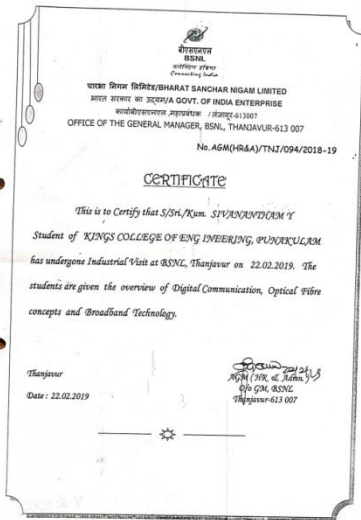 बीएसएनएल
BSNL
कनेक्टिंग इंडिया
Connecting India
BHARAT SANCHAR NIGAM LIMITED
भारत सरकार का उद्यम/A GOVT. OF INDIA ENTERPRISE
/तंजावूर-613007
OFFICE OF THE GENERAL MANAGER, BSNL, THANJAVUR-613 007
No. AGM(HR&A)/TNJ/094/2018-19
CERTIFICATE
This is to Certify that S/Sri./Kum. SIVANANTHAM Y
Student of KINGS COLLEGE OF ENG INEERING, PUNAKULAM
has undergone Industrial Visit at BSNL, Thanjavur on 22.02.2019. The
students are given the overview of Digital Communication, Optical Fibre
concepts and Broadband Technology.
Thanjavur
Date : 22.02.2019
AGM (HR & Admn.)
O/o GM, BSNL
Thanjavur-613 007